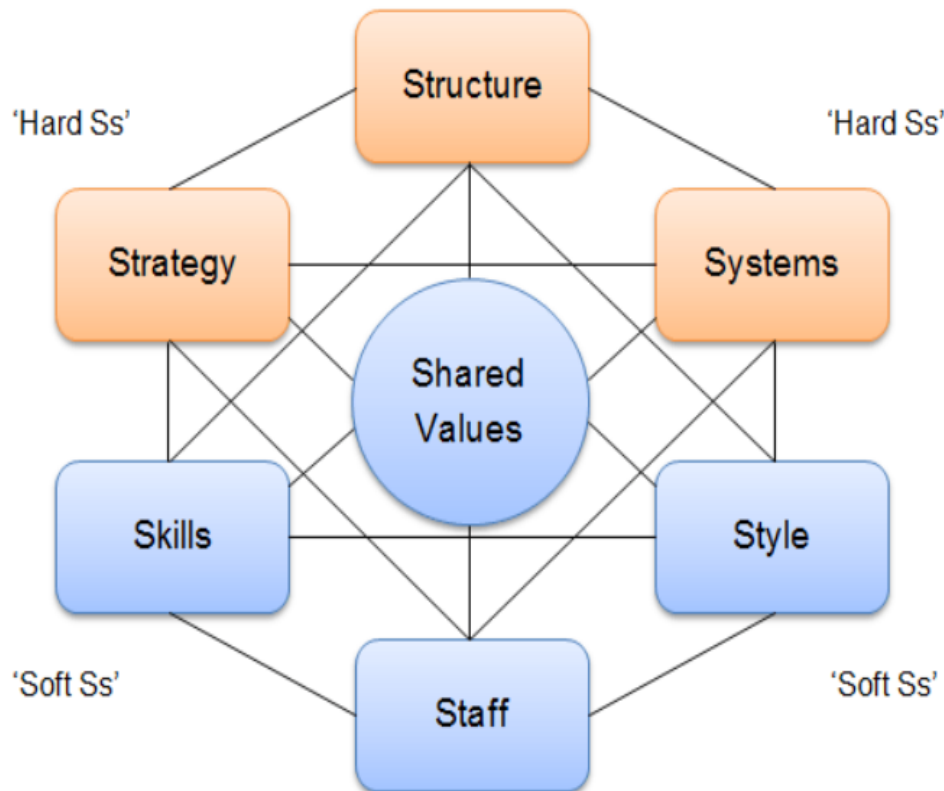 Structure
‘Hard Ss’
‘Hard Ss’
Strategy
Systems
Shared
Values
Skills
Style
‘Soft Ss’
‘Soft Ss’
Staff